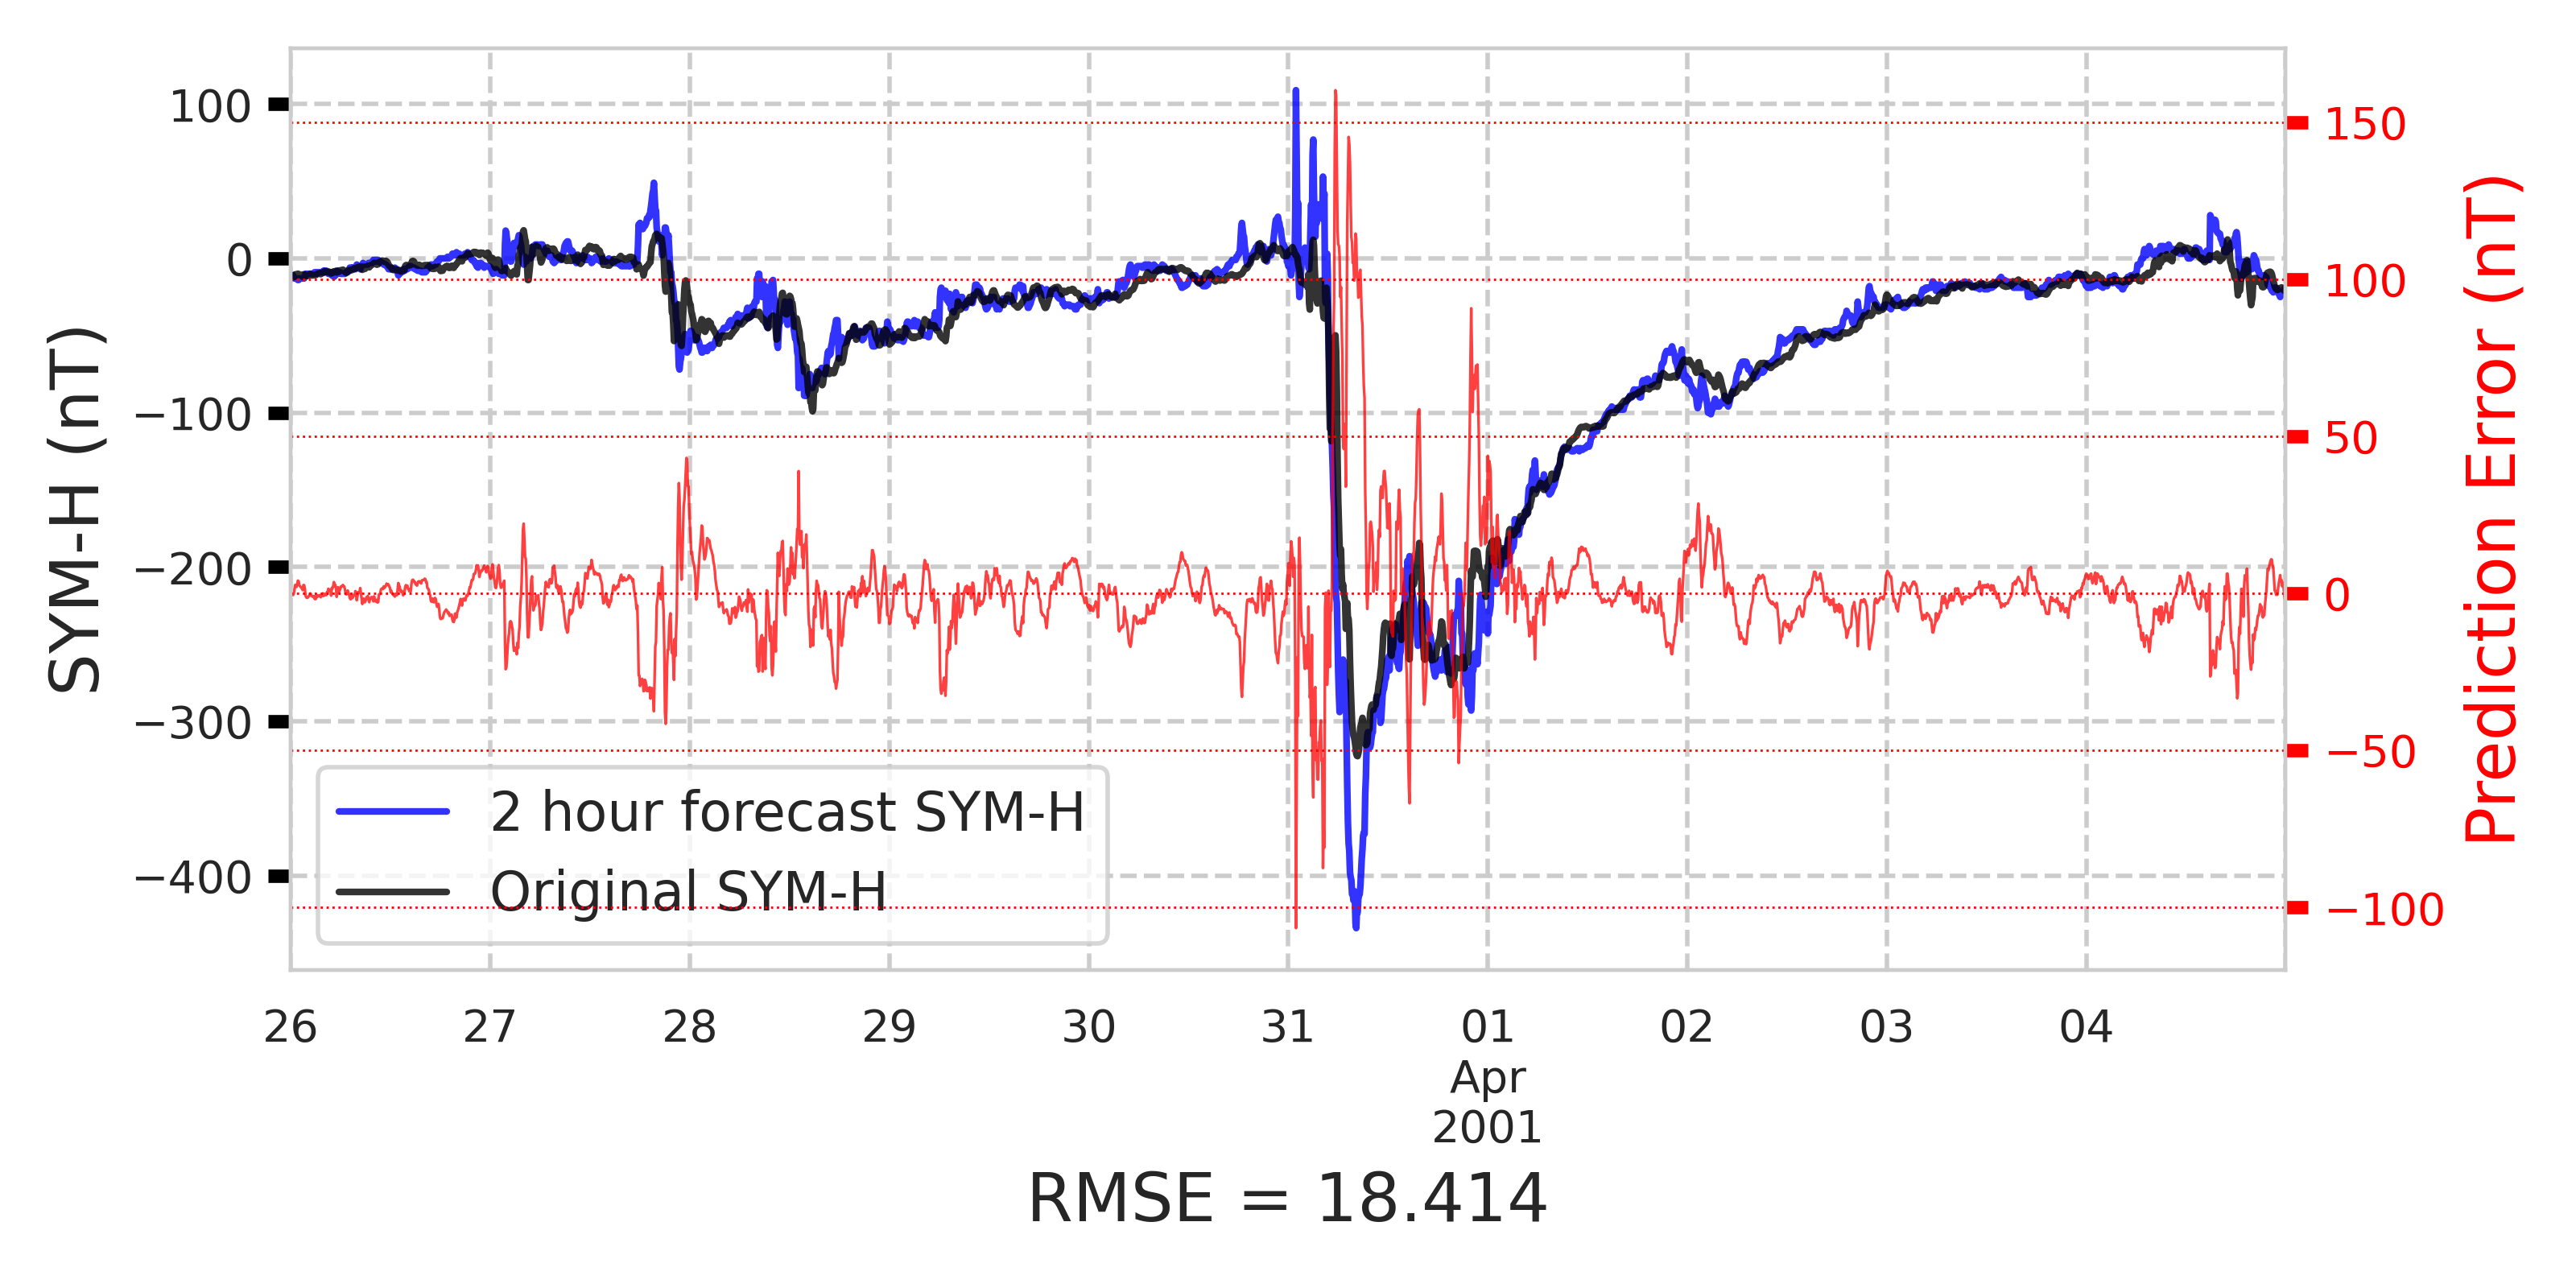 SYM-H (nT)
100
0
−100
−200
−300
−400
150
100
50
0
−50
−100
Prediction Error (nT)
2 hour forecast SYM-H
Original SYM-H
26 27 28 29 30 31 01 02 03 04
Apr
2001
RMSE = 18.414